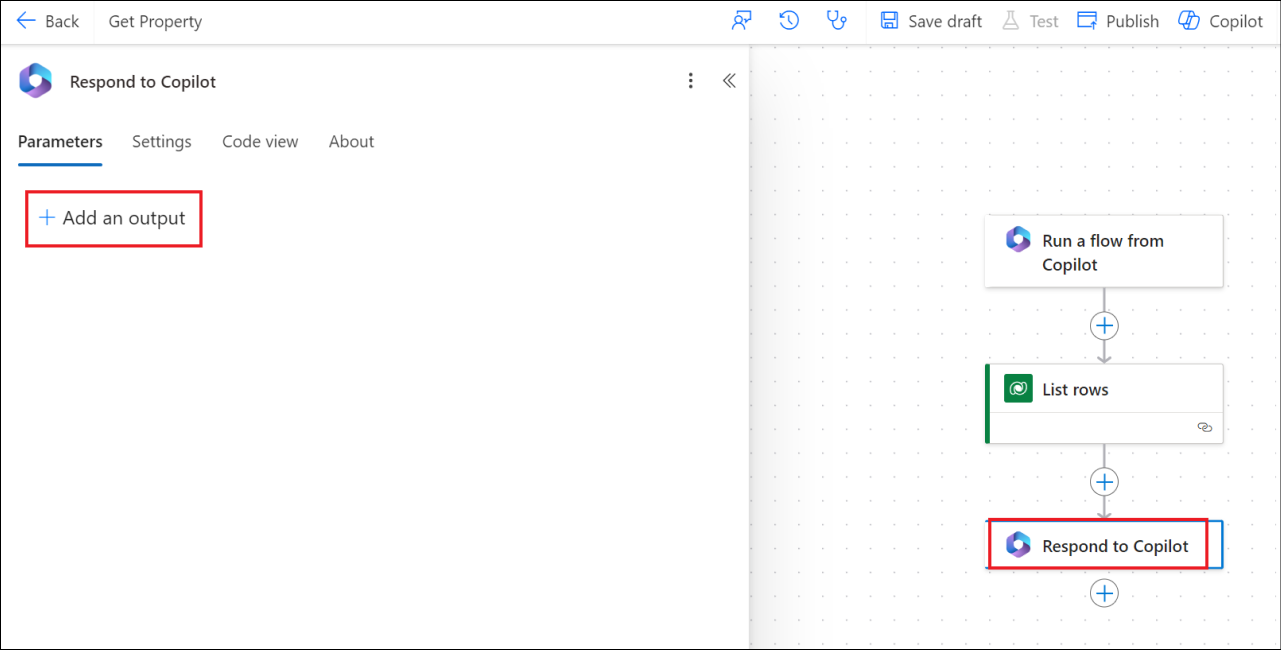 Back
Get Property
Save draft
Test
Publish
Copilot
Respond to Copilot
Parameters
Settings
Code view
About
Add an output
Run a flow from
Copilot
List rows
Respond to Copilot